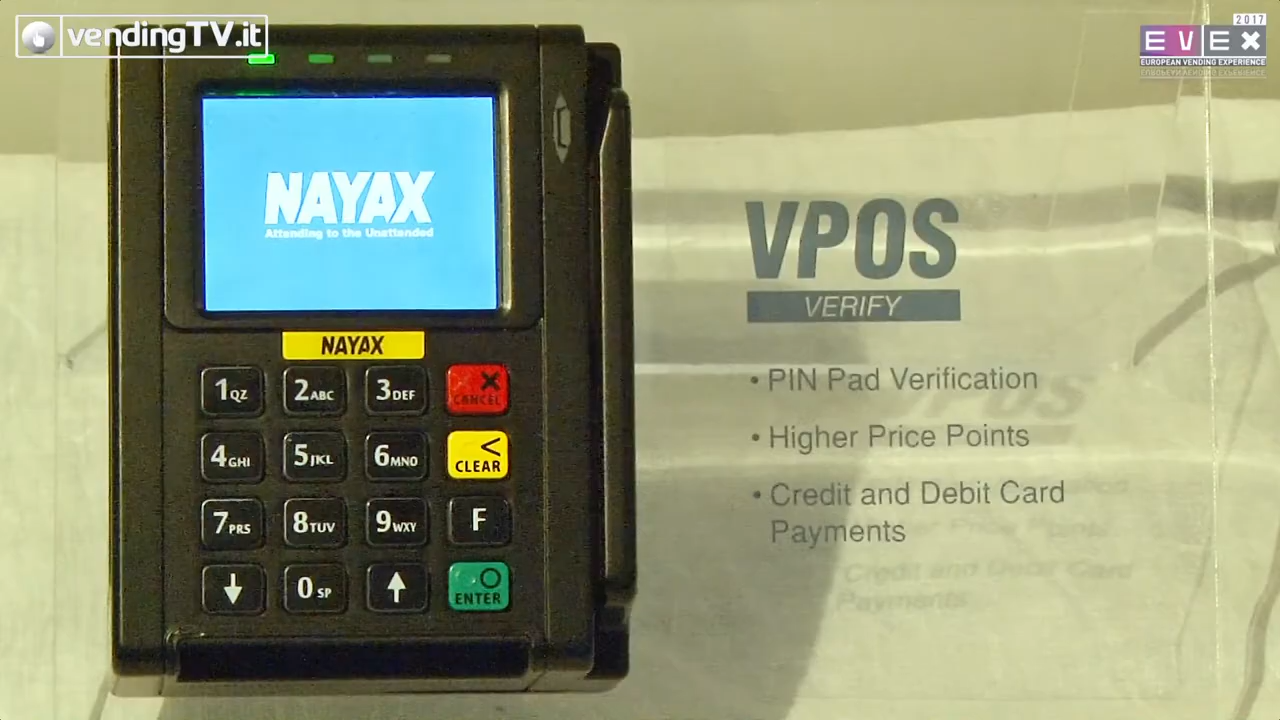 vendingTV.it
2017
EVEX
EUROPEAN VENDING EXPERIENCE
NAYAX
Attending to the Unattended
NAYAX
1QZ 2ABC 3DEF CANCEL
4GHI 5JKL 6MNO < CLEAR
7PRS 8TUV 9WXY F
0SP ENTER
VPOS
VERIFY
• PIN Pad Verification
• Higher Price Points
• Credit and Debit Card
Payments